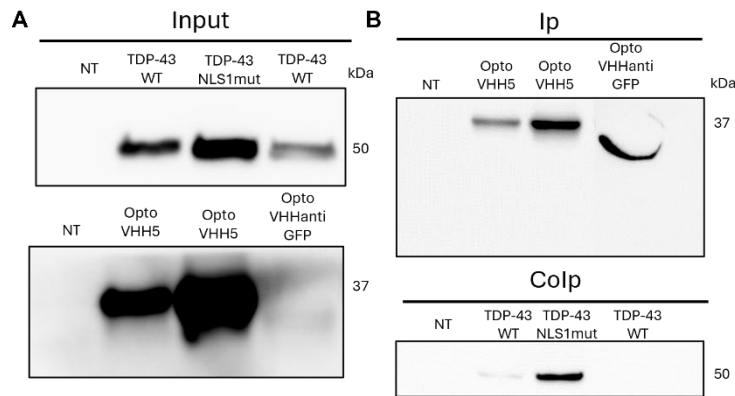 A
Input
NT
TDP-43
WT
TDP-43
NLS1mut
TDP-43
WT
kDa
50
NT
Opto
VHH5
Opto
VHH5
Opto
VHHanti
GFP
37
B
Ip
NT
Opto
VHH5
Opto
VHH5
Opto
VHHanti
GFP
kDa
37
CoIp
NT
TDP-43
WT
TDP-43
NLS1mut
TDP-43
WT
50